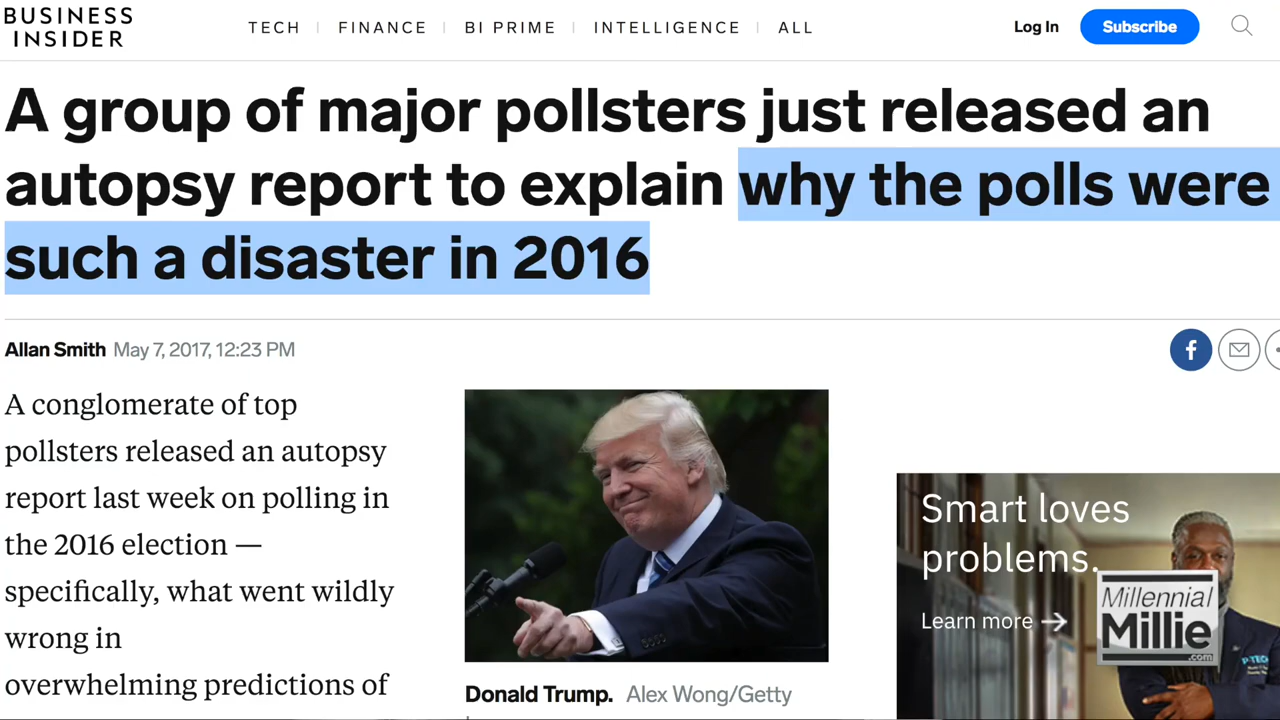 BUSINESS
INSIDER
TECH
FINANCE
BI PRIME
INTELLIGENCE
ALL
Log In
Subscribe
A group of major pollsters just released an
autopsy report to explain why the polls were
such a disaster in 2016
Allan Smith May 7, 2017, 12:23 PM
A conglomerate of top
pollsters released an autopsy
report last week on polling in
the 2016 election —
specifically, what went wildly
wrong in
overwhelming predictions of
Donald Trump. Alex Wong/Getty
Smart loves
problems.
Learn more →
Millennial
Millie
.com
P-TECH